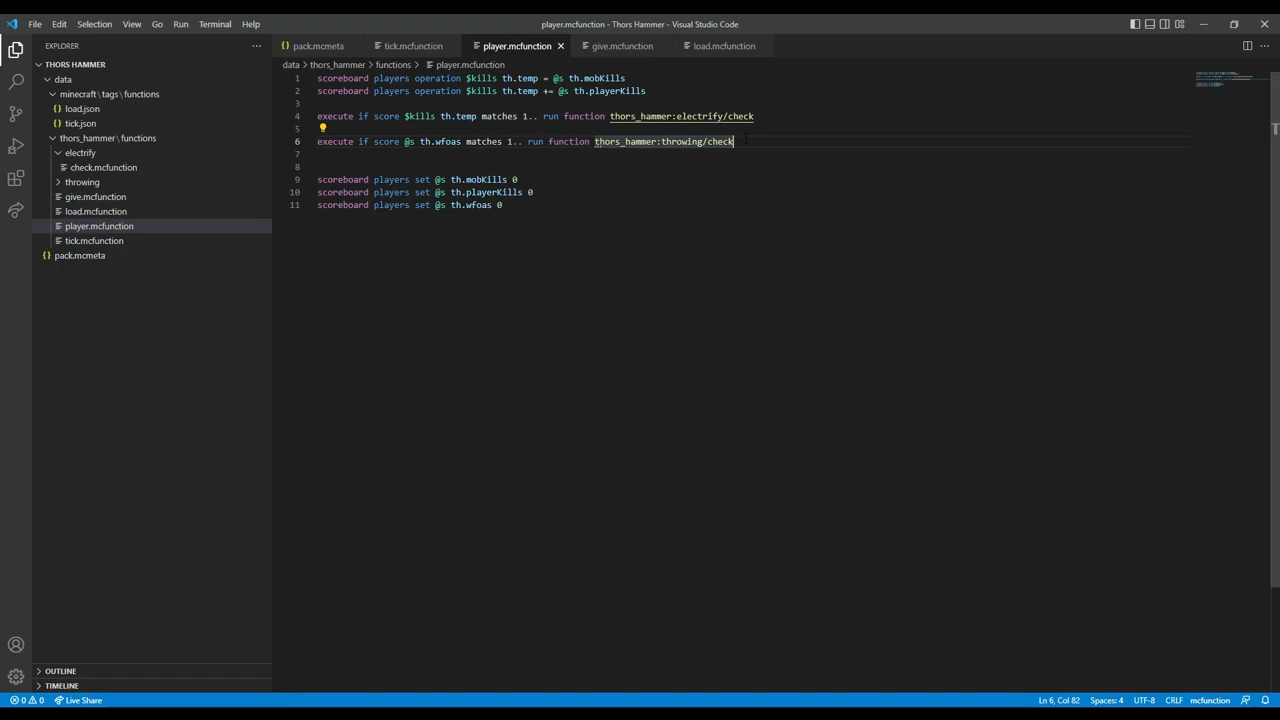 File Edit Selection View Go Run Terminal Help
player.mcfunction - Thors Hammer - Visual Studio Code
EXPLORER
THORS HAMMER
data
minecraft\tags\functions
load.json
tick.json
thors_hammer\functions
electrify
check.mcfunction
throwing
give.mcfunction
load.mcfunction
player.mcfunction
tick.mcfunction
pack.mcmeta
OUTLINE
TIMELINE
pack.mcmeta tick.mcfunction player.mcfunction give.mcfunction load.mcfunction
data > thors_hammer > functions > player.mcfunction
1 scoreboard players operation $kills th.temp = @s th.mobKills
2 scoreboard players operation $kills th.temp += @s th.playerKills
3
4 execute if score $kills th.temp matches 1.. run function thors_hammer:electrify/check
5
6 execute if score @s th.wfoas matches 1.. run function thors_hammer:throwing/check
7
8
9 scoreboard players set @s th.mobKills 0
10 scoreboard players set @s th.playerKills 0
11 scoreboard players set @s th.wfoas 0
0 0 Live Share
Ln 6, Col 82 Spaces: 4 UTF-8 CRLF mcfunction